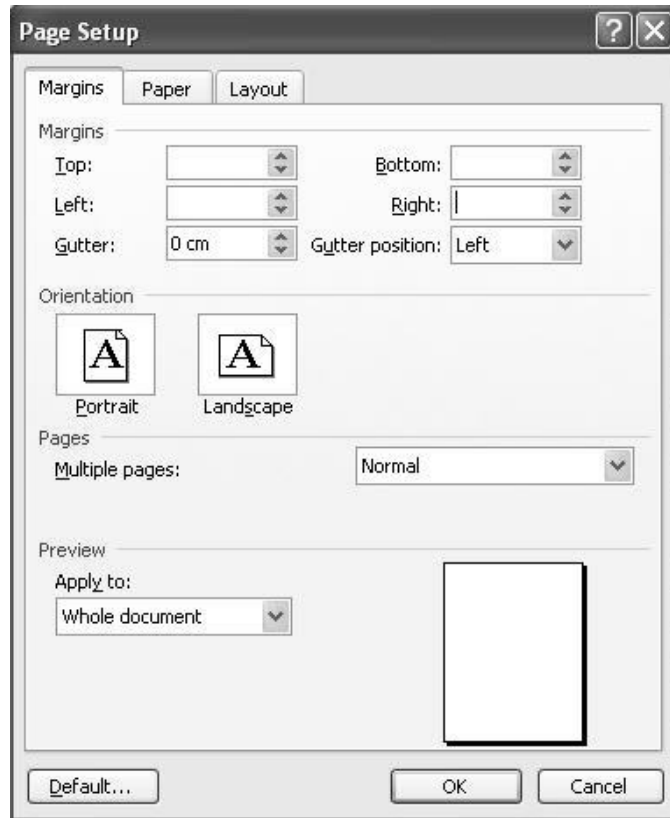 Page Setup
Margins Paper Layout
Margins
Top: Bottom:
Left: Right:
Gutter: 0 cm Gutter position: Left
Orientation
A A
Portrait Landscape
Pages
Multiple pages: Normal
Preview
Apply to:
Whole document
Default... OK Cancel